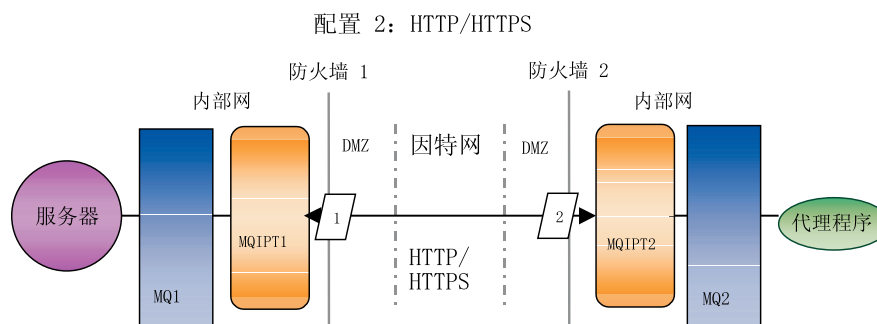 配置 2: HTTP/HTTPS
防火墙 1
防火墙 2
内部网
内部网
DMZ
因特网
DMZ
服务器
1
2
代理程序
MQIPT1
MQIPT2
HTTP/
HTTPS
MQ1
MQ2